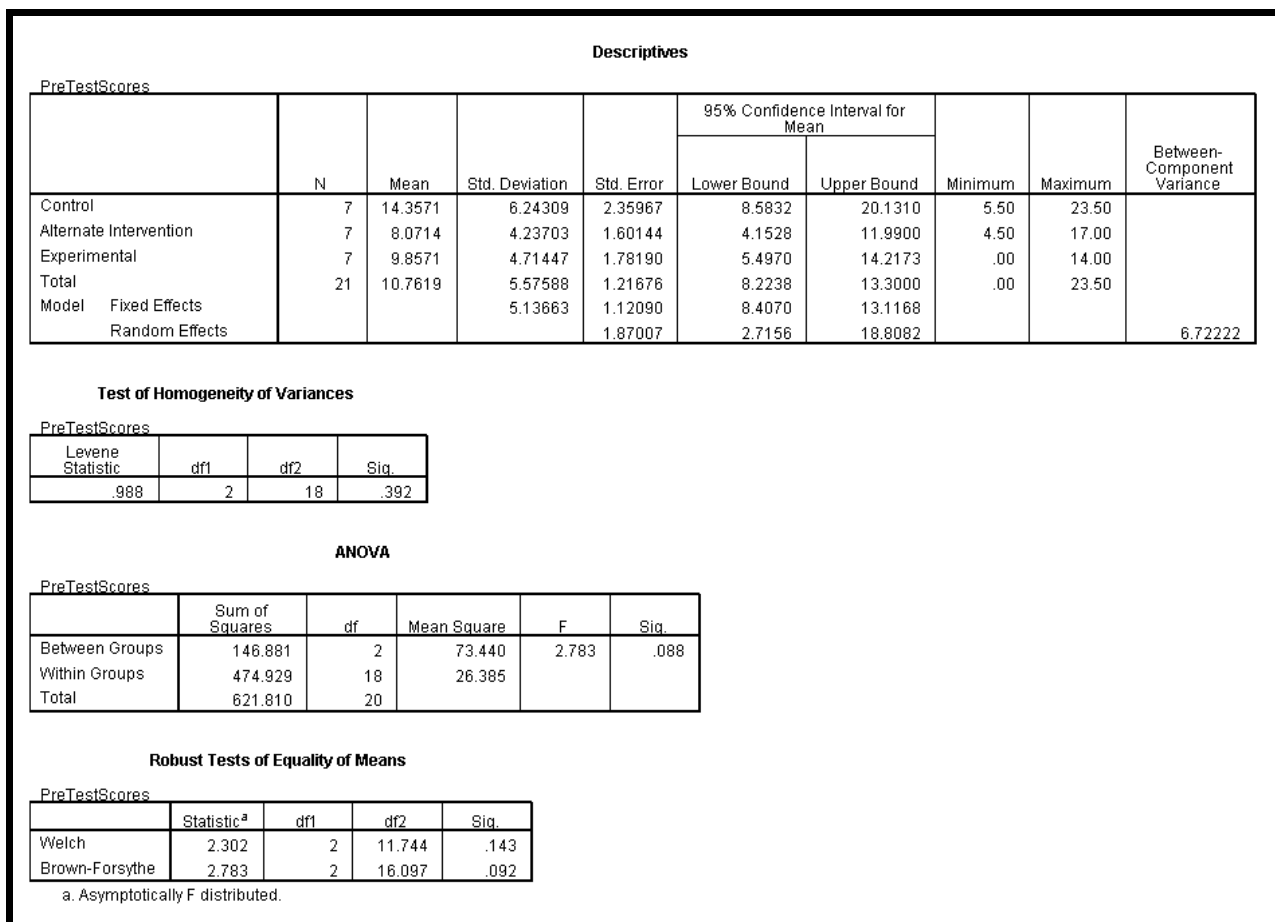 Descriptives
PreTestScores
95% Confidence Interval for
Mean
Between-
Component
Variance
N Mean Std. Deviation Std. Error Lower Bound Upper Bound Minimum Maximum
Control 7 14.3571 6.24309 2.35967 8.5832 20.1310 5.50 23.50
Alternate Intervention 7 8.0714 4.23703 1.60144 4.1528 11.9900 4.50 17.00
Experimental 7 9.8571 4.71447 1.78190 5.4970 14.2173 .00 14.00
Total 21 10.7619 5.57588 1.21676 8.2238 13.3000 .00 23.50
Model Fixed Effects 5.13663 1.12090 8.4070 13.1168
Random Effects 1.87007 2.7156 18.8082 6.72222
Test of Homogeneity of Variances
PreTestScores
Levene
Statistic df1 df2 Sig.
.988 2 18 .392
ANOVA
PreTestScores
Sum of
Squares df Mean Square F Sig.
Between Groups 146.881 2 73.440 2.783 .088
Within Groups 474.929 18 26.385
Total 621.810 20
Robust Tests of Equality of Means
PreTestScores
Statistica df1 df2 Sig.
Welch 2.302 2 11.744 .143
Brown-Forsythe 2.783 2 16.097 .092
a. Asymptotically F distributed.